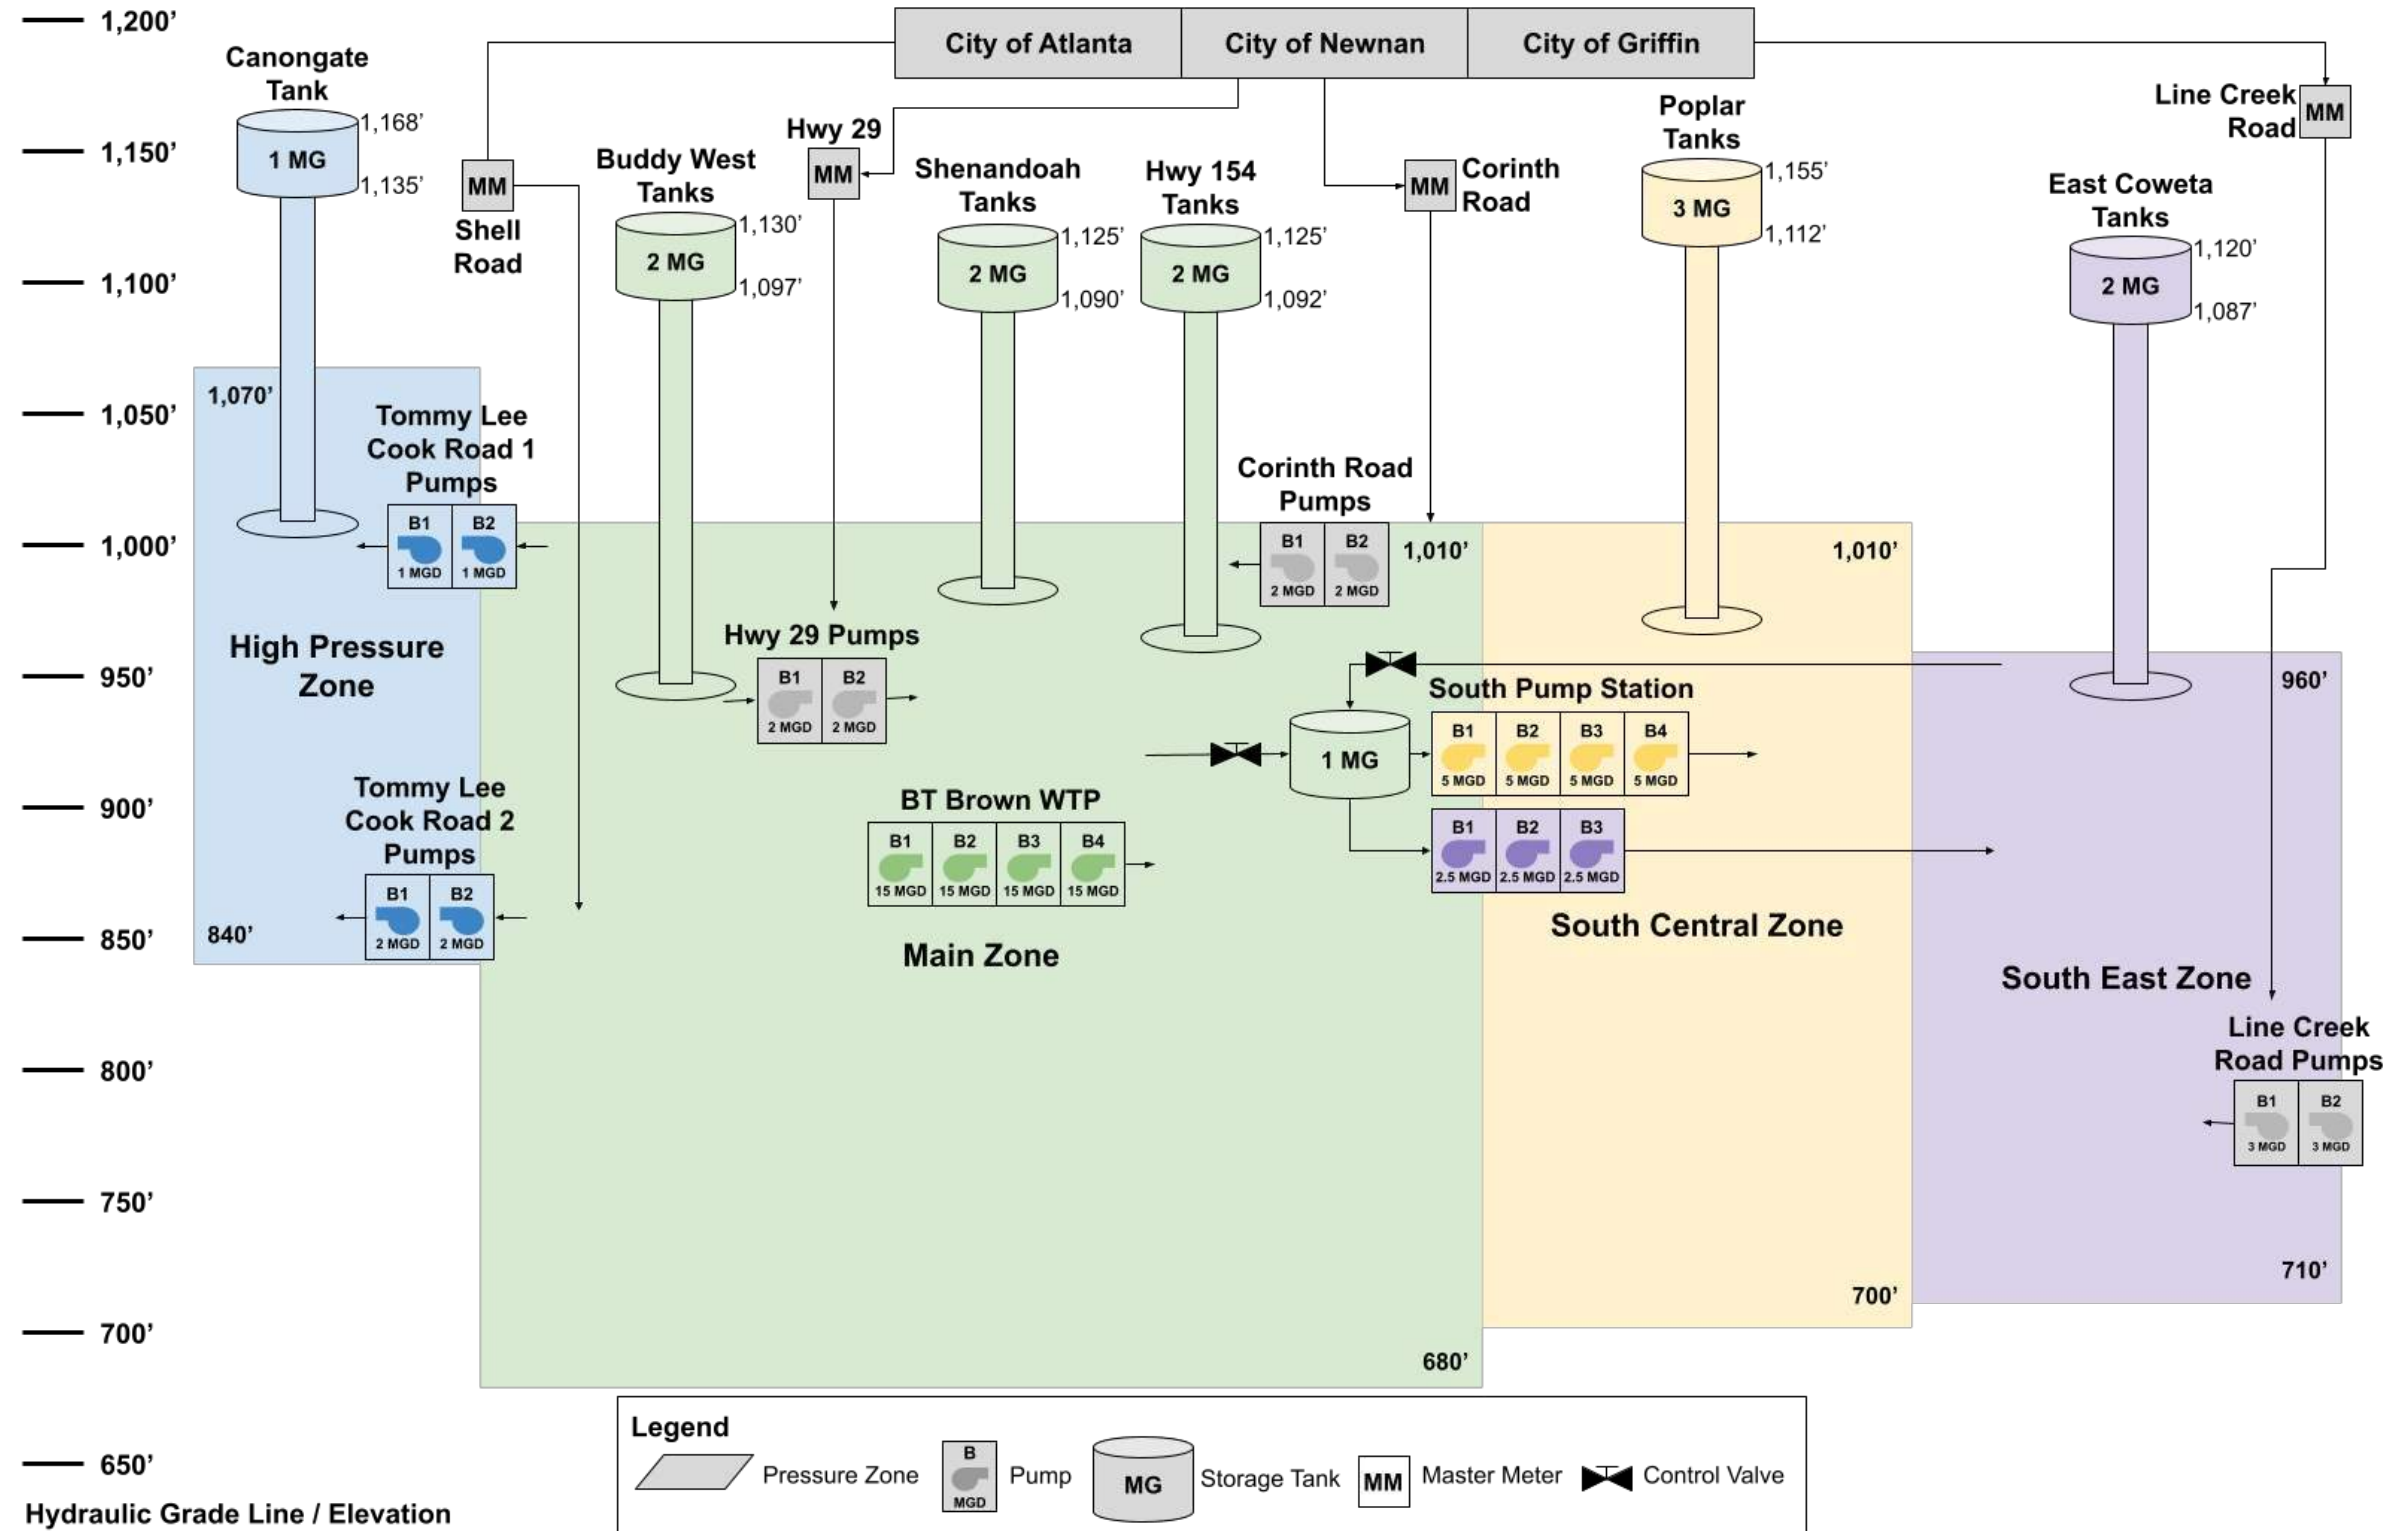 1,200’
1,150’
1,100’
1,050’
1,000’
950’
900’
850’
800’
750’
700’
650’
Hydraulic Grade Line / Elevation
City of Atlanta
City of Newnan
City of Griffin
Canongate
Tank
1,168’
1 MG
1,135’
MM
Shell
Road
Buddy West
Tanks
1,130’
2 MG
1,097’
Hwy 29
MM
Shenandoah
Tanks
1,125’
2 MG
1,090’
Hwy 154
Tanks
1,125’
2 MG
1,092’
MM
Corinth
Road
Poplar
Tanks
1,155’
3 MG
1,112’
East Coweta
Tanks
1,120’
2 MG
1,087’
Line Creek
Road
MM
1,070’
Tommy Lee
Cook Road 1
Pumps
B1 B2
1 MGD 1 MGD
High Pressure
Zone
Tommy Lee
Cook Road 2
Pumps
B1 B2
2 MGD 2 MGD
840’
Corinth Road
Pumps
B1 B2
2 MGD 2 MGD
1,010’
Hwy 29 Pumps
B1 B2
2 MGD 2 MGD
1 MG
BT Brown WTP
B1 B2 B3 B4
15 MGD 15 MGD 15 MGD 15 MGD
Main Zone
680’
South Pump Station
B1 B2 B3 B4
5 MGD 5 MGD 5 MGD 5 MGD
B1 B2 B3
2.5 MGD 2.5 MGD 2.5 MGD
1,010’
South Central Zone
700’
960’
South East Zone
Line Creek
Road Pumps
B1 B2
3 MGD 3 MGD
710’
Legend
Pressure Zone
B
MGD
Pump
MG
Storage Tank
MM
Master Meter
Control Valve